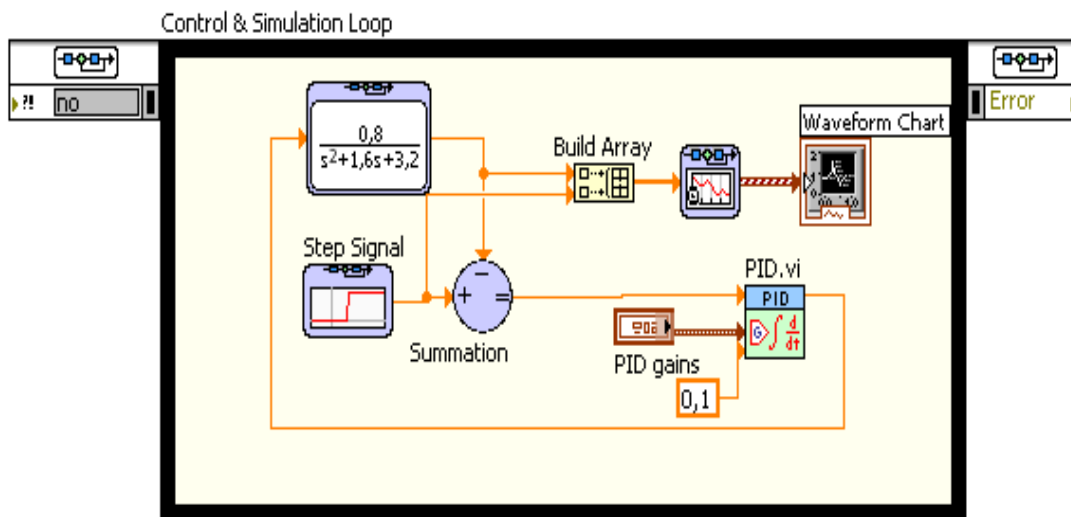 Control & Simulation Loop
?! no
Error
0,8
s²+1,6s+3,2
Build Array
Waveform Chart
Step Signal
Summation
PID.vi
PID
PID gains
0,1